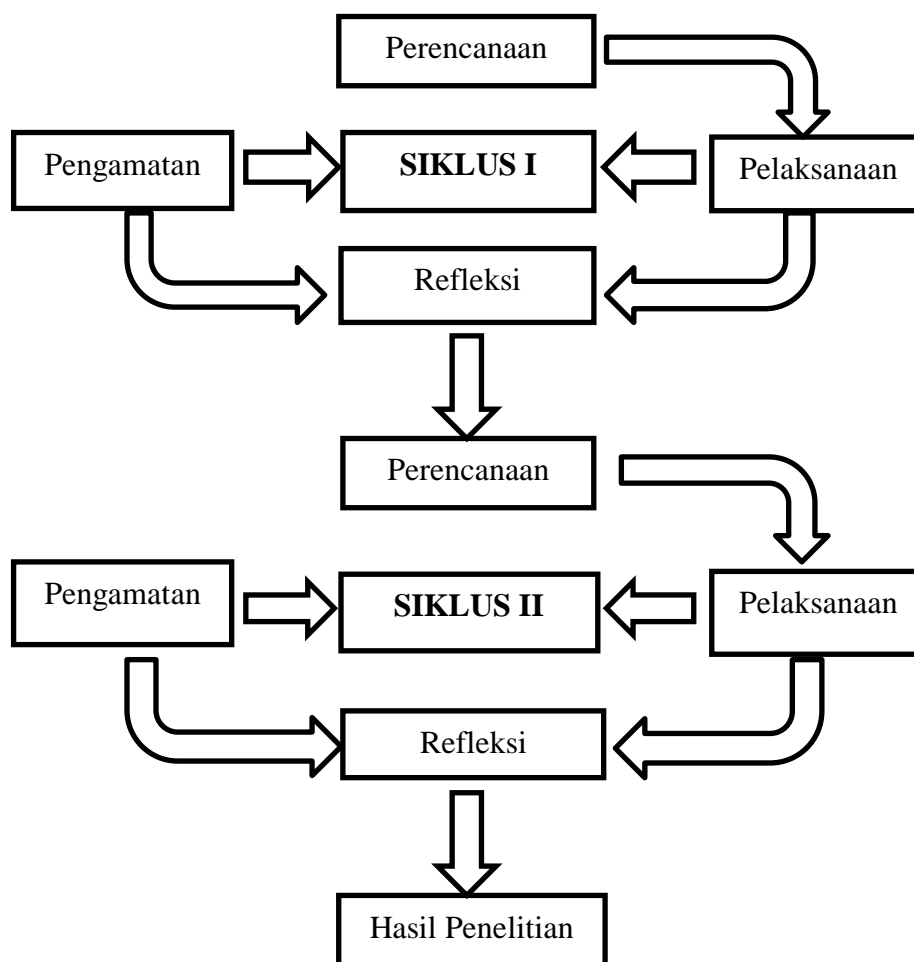 Perencanaan
Pengamatan
SIKLUS I
Pelaksanaan
Refleksi
Perencanaan
Pengamatan
SIKLUS II
Pelaksanaan
Refleksi
Hasil Penelitian